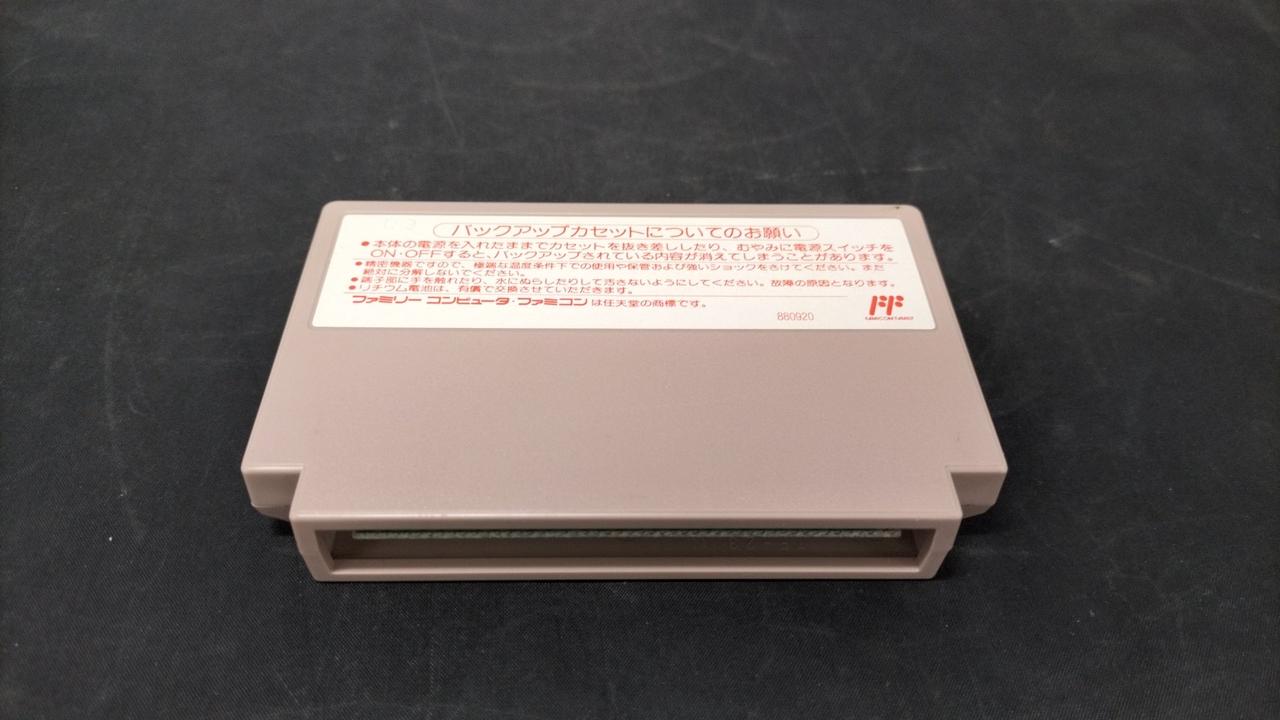 バックアップカセットについてのお願い
●本体の電源を入れたままでカセットを抜き差ししたり、むやみに電源スイッチを
ON・OFFすると、バックアップされている内容が消えてしまうことがあります。
●精密機器ですので、極端な温度条件下での使用や保管および強いショックをさけてください。また
絶対に分解しないでください。
●端子部に手を触れたり、水にぬらしたりして汚さないようにしてください。故障の原因となります。
●リチウム電池は、有償で交換させていただきます。
ファミリー コンピュータ・ファミコン は任天堂の商標です。
880920
FF